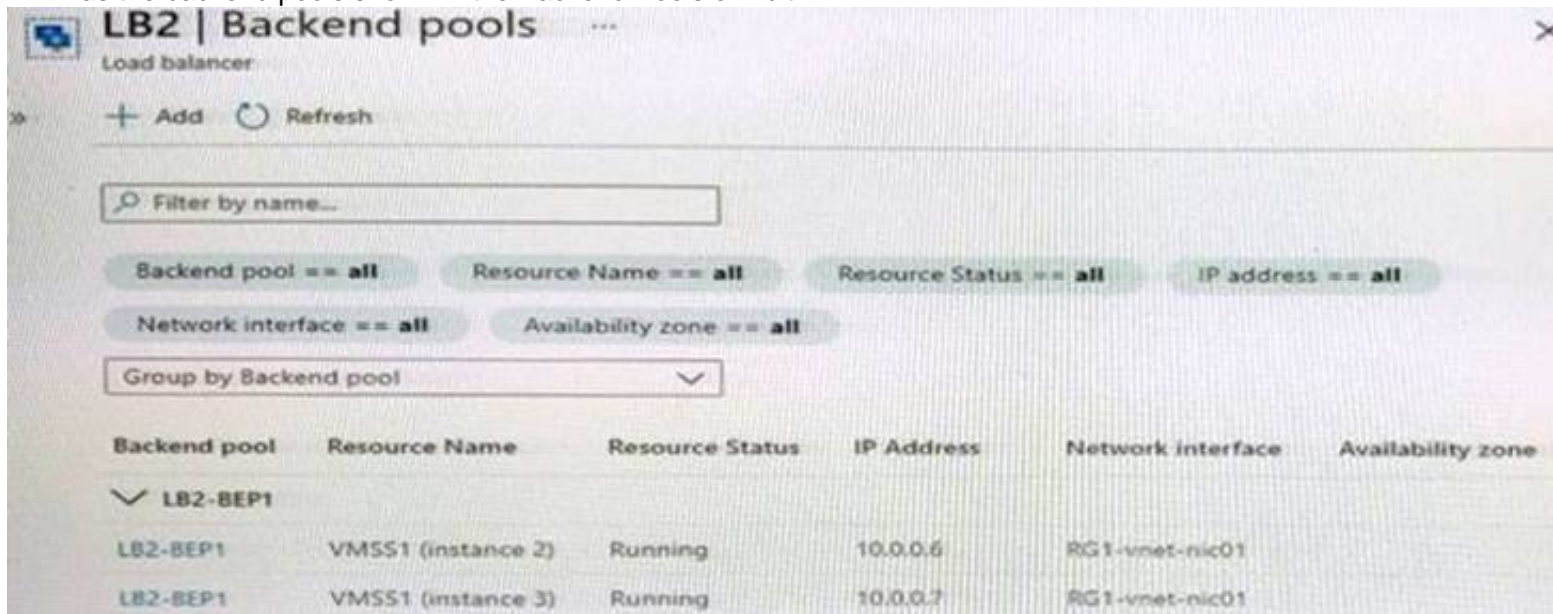 LB2 | Backend pools ...
Load balancer
+ Add Refresh
Filter by name...
Backend pool == all Resource Name == all Resource Status == all IP address == all
Network interface == all Availability zone == all
Group by Backend pool
Backend pool Resource Name Resource Status IP Address Network interface Availability zone
LB2-BEP1
LB2-BEP1 VMSS1 (instance 2) Running 10.0.0.6 RG1-vnet-nic01
LB2-BEP1 VMSS1 (instance 3) Running 10.0.0.7 RG1-vnet-nic01